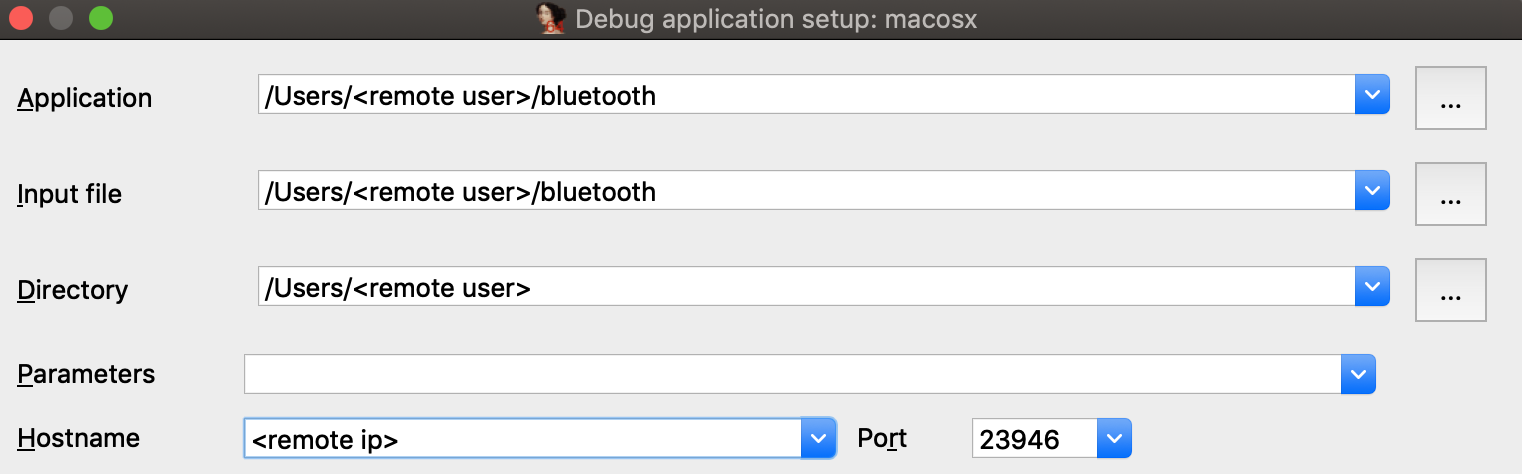 Debug application setup: macosx
Application /Users/<remote user>/bluetooth ...
Input file /Users/<remote user>/bluetooth ...
Directory /Users/<remote user> ...
Parameters
Hostname <remote ip> Port 23946